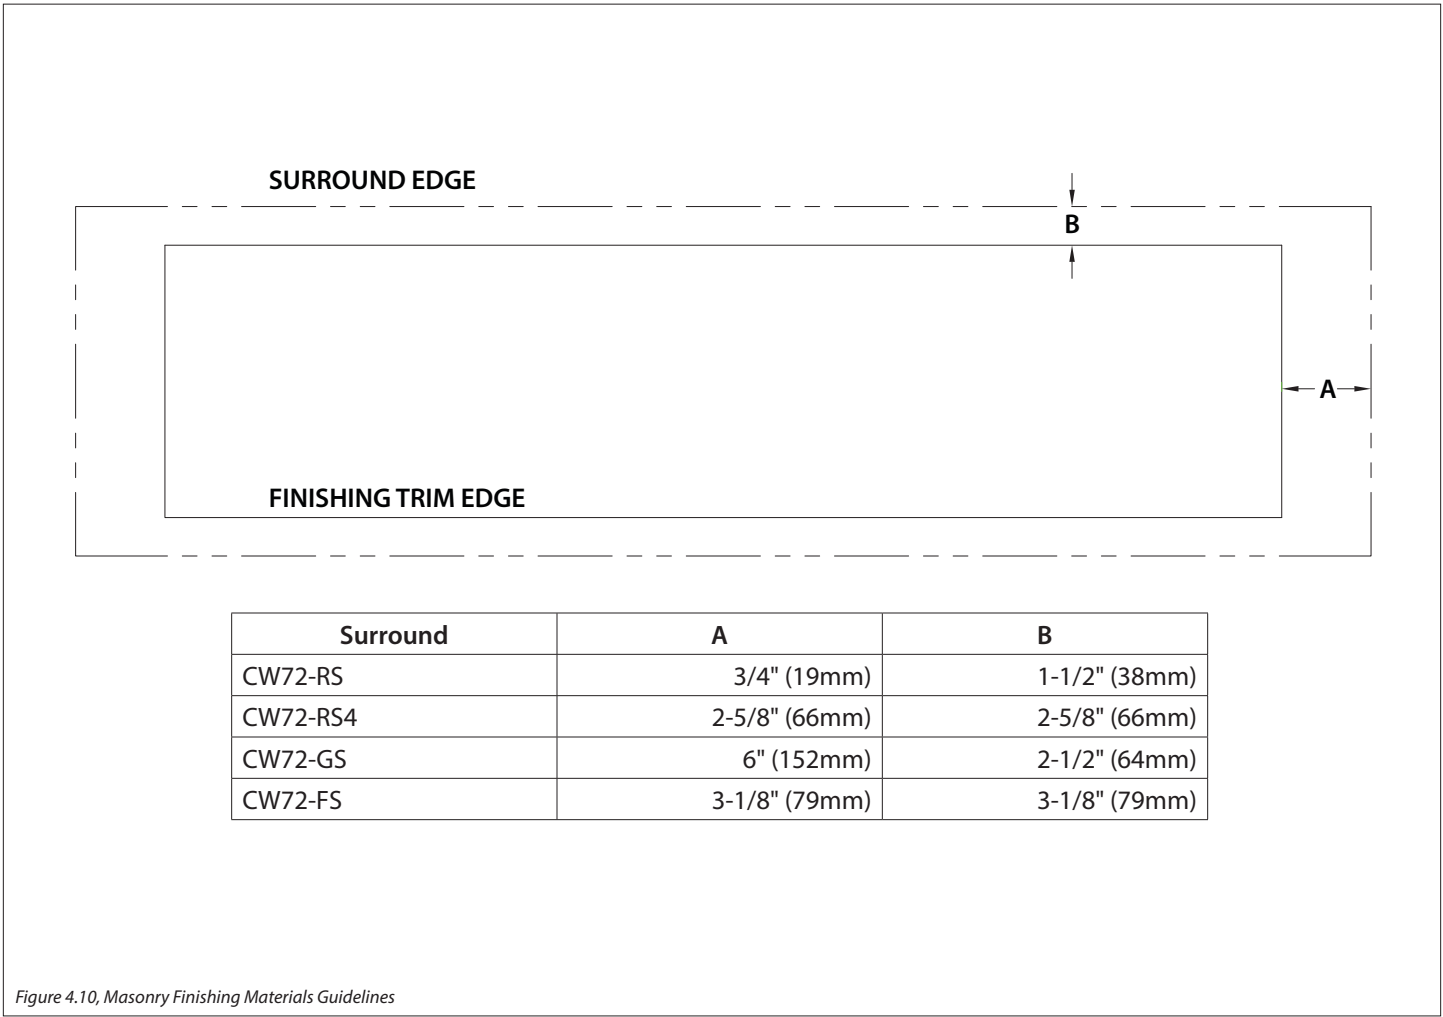 SURROUND EDGE
B
A
FINISHING TRIM EDGE
Surround A B
CW72-RS 3/4" (19mm) 1-1/2" (38mm)
CW72-RS4 2-5/8" (66mm) 2-5/8" (66mm)
CW72-GS 6" (152mm) 2-1/2" (64mm)
CW72-FS 3-1/8" (79mm) 3-1/8" (79mm)
Figure 4.10, Masonry Finishing Materials Guidelines